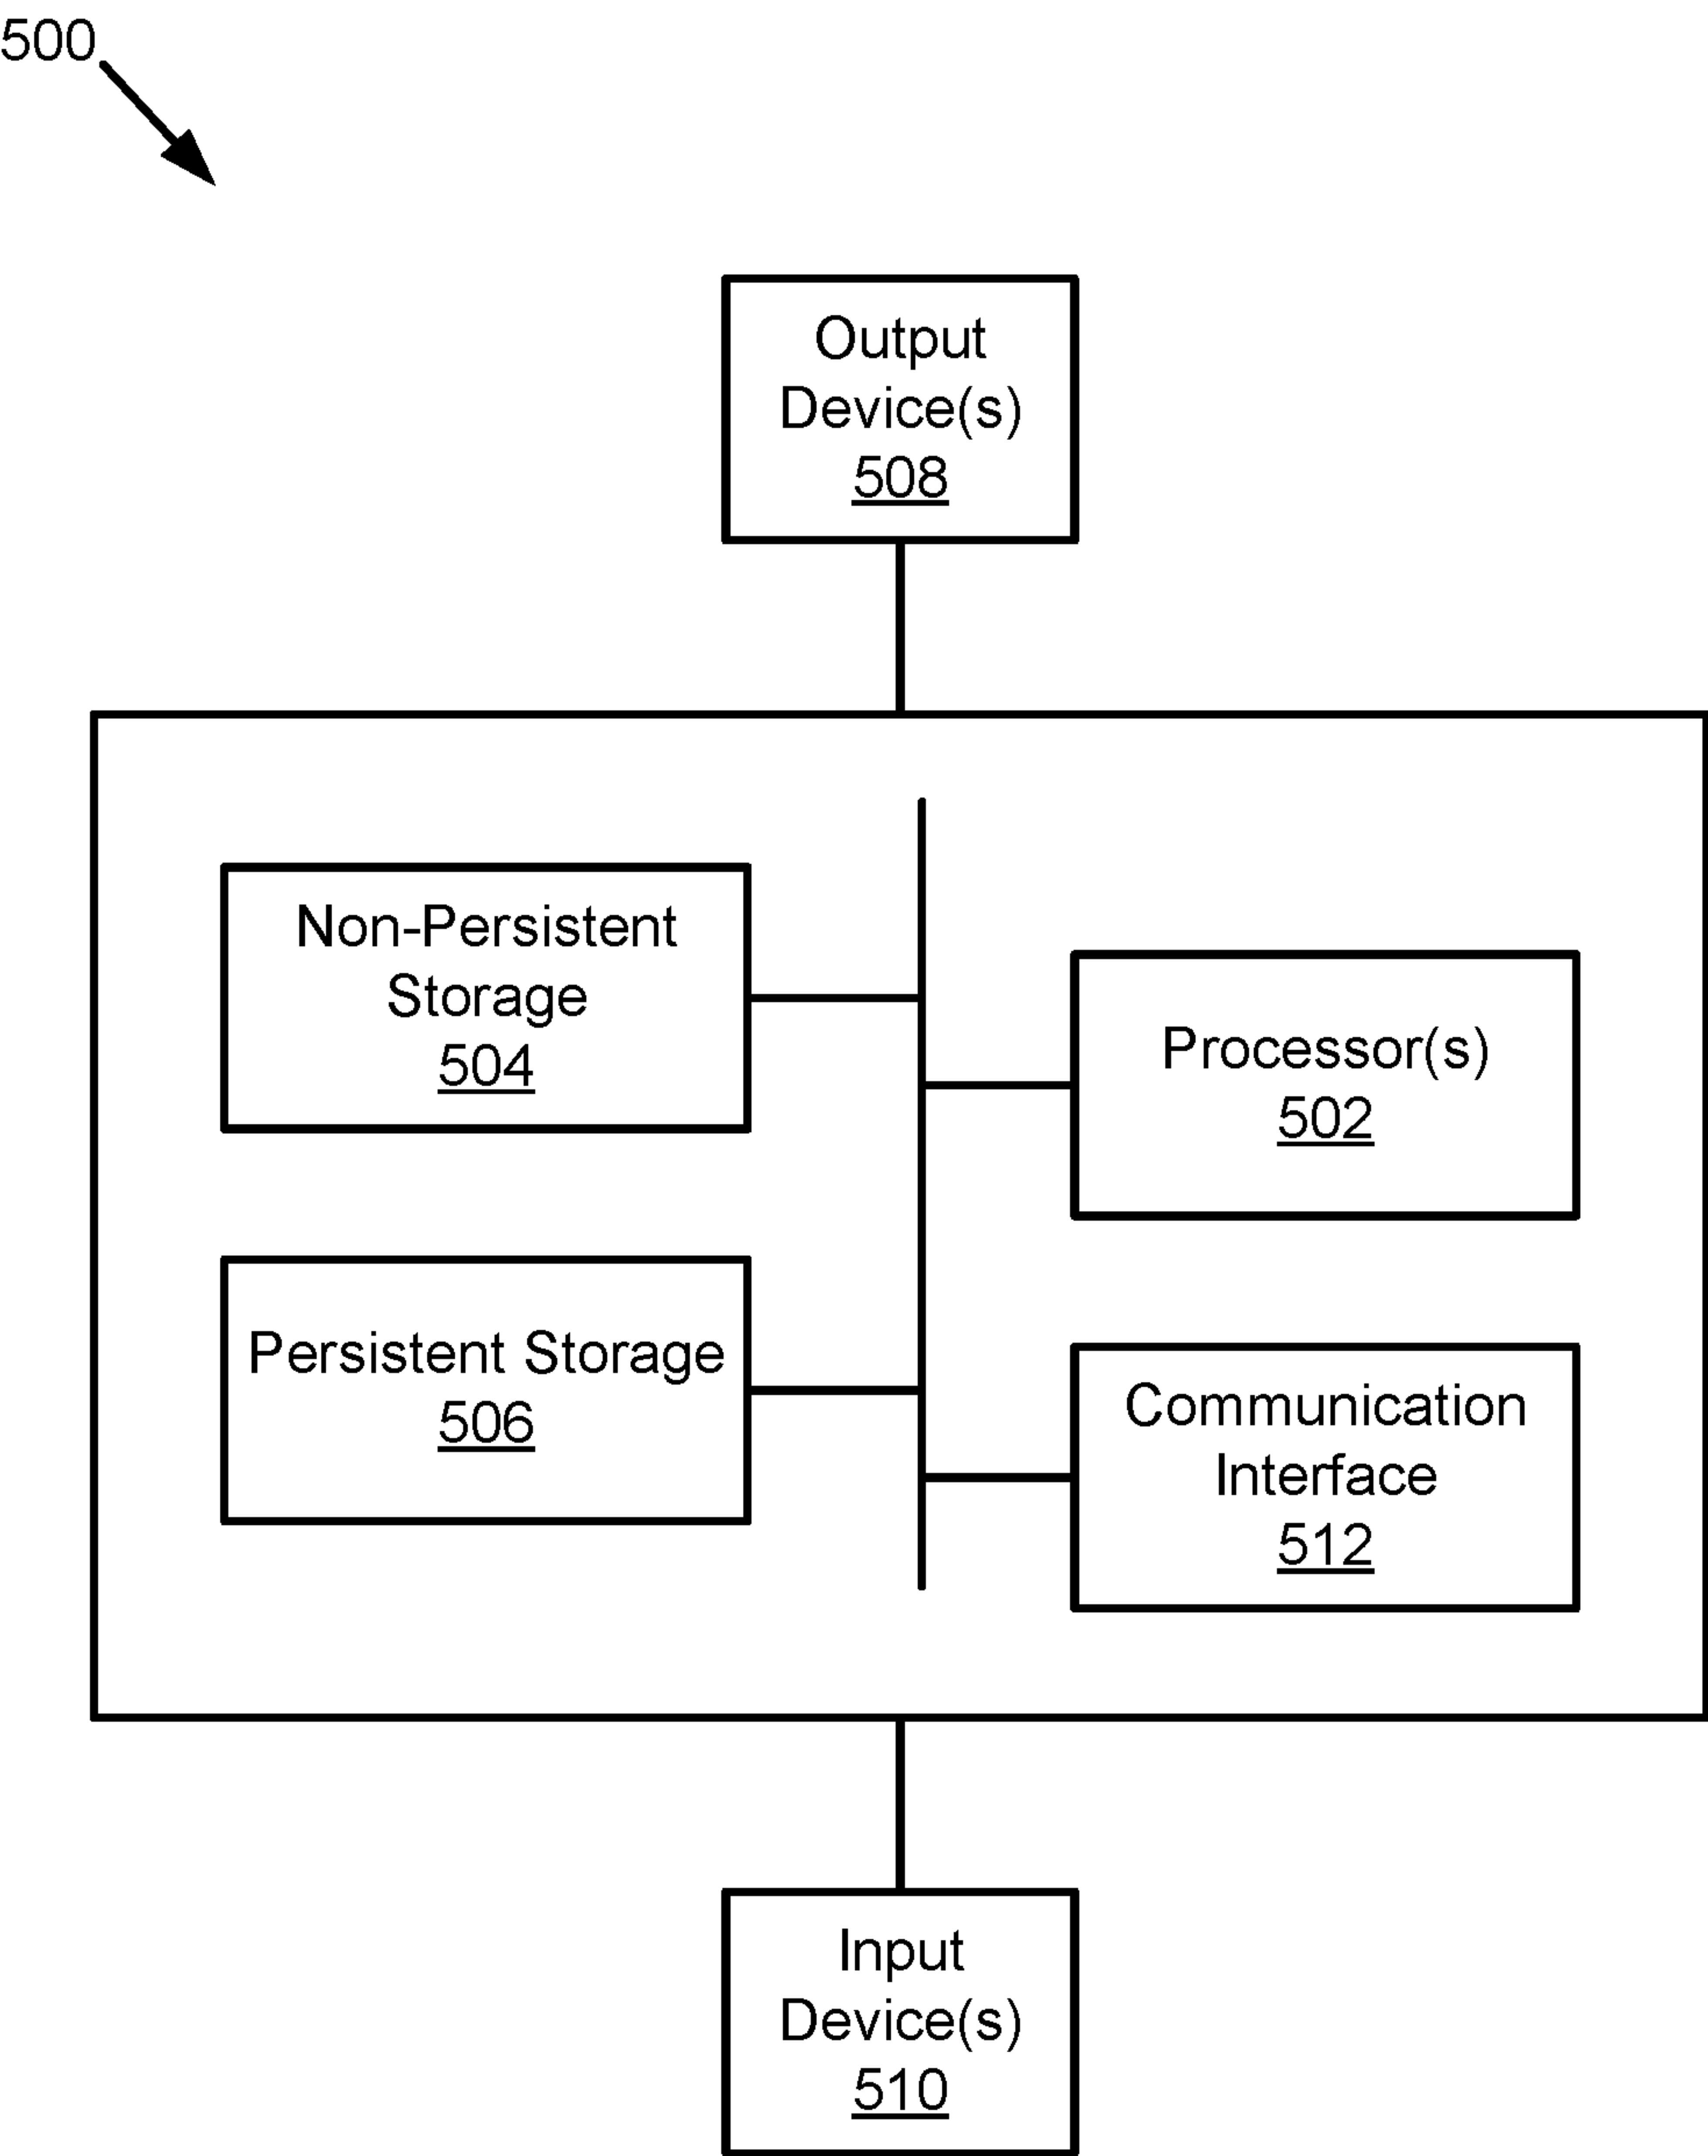 500
Output
Device(s)
508
Non-Persistent
Storage
504
Processor(s)
502
Persistent Storage
506
Communication
Interface
512
Input
Device(s)
510